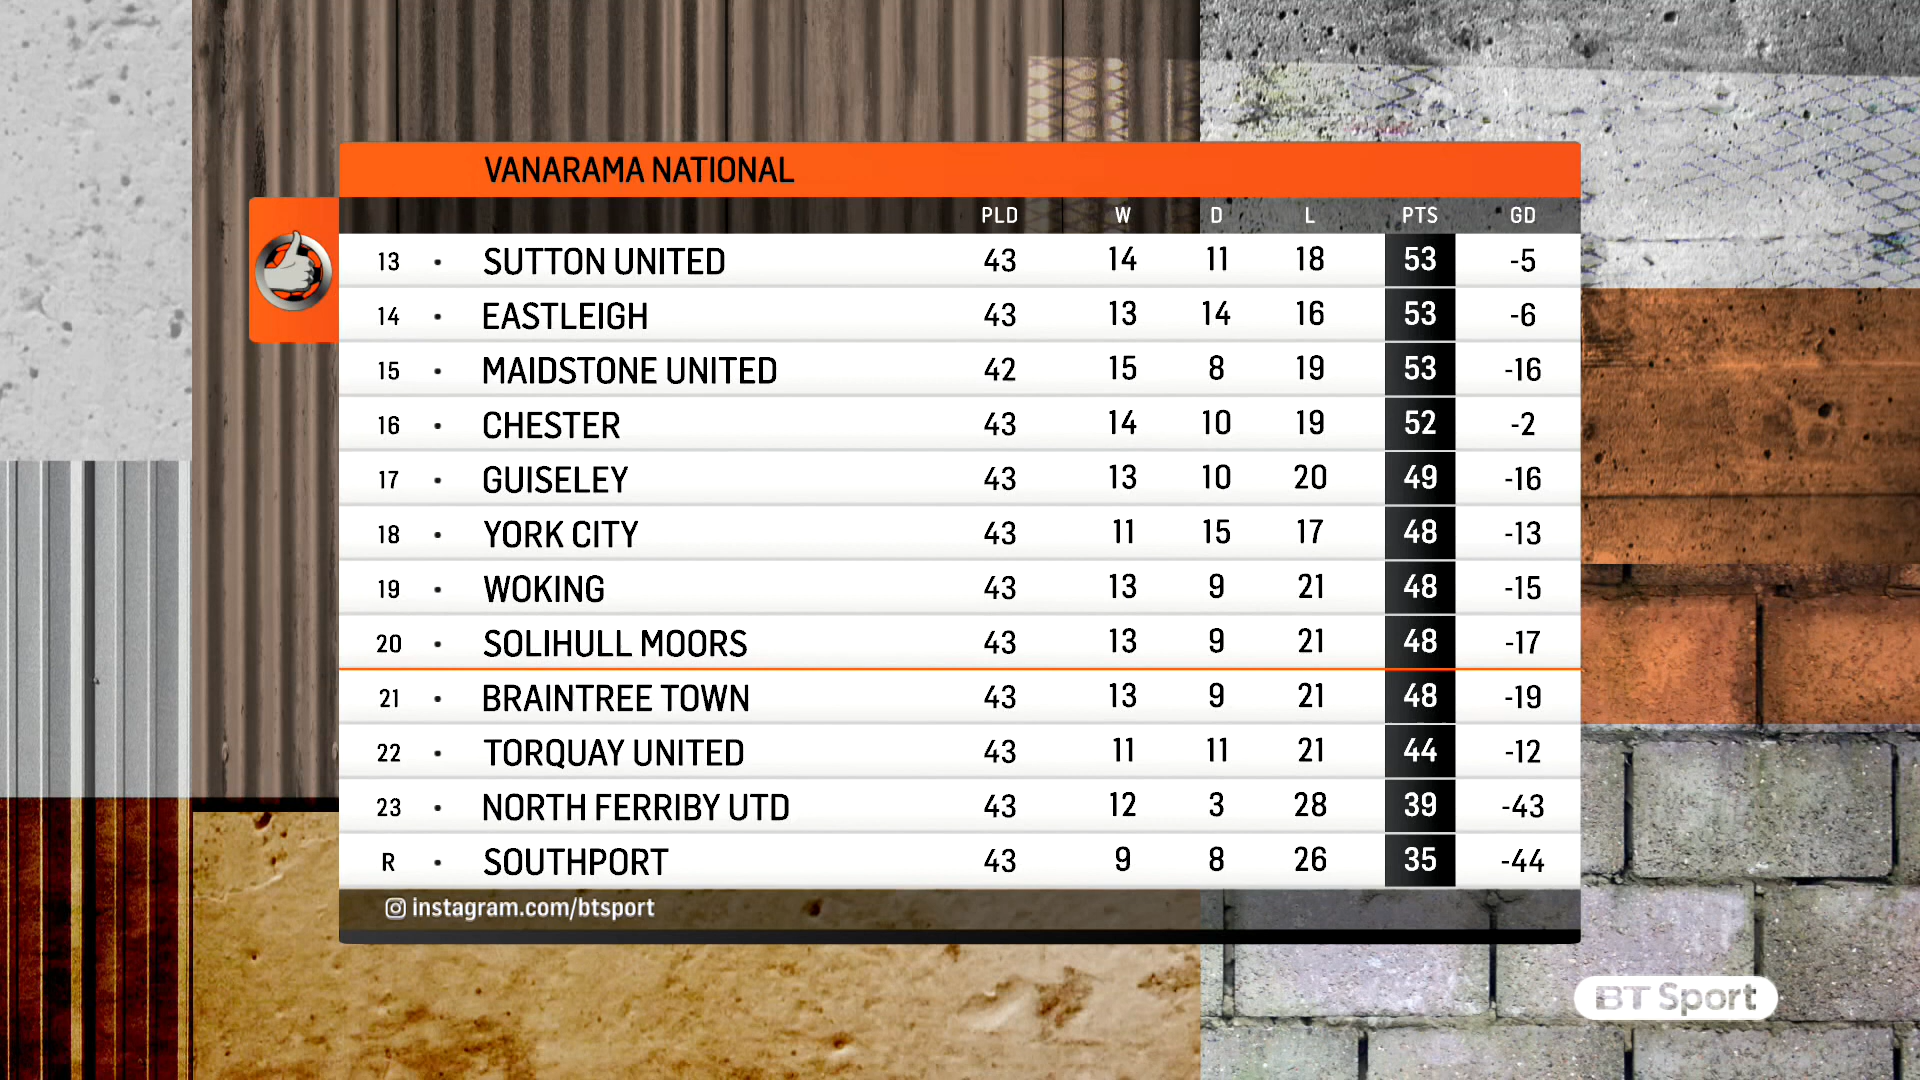 VANARAMA NATIONAL
PLD W D L PTS GD
13 • SUTTON UNITED 43 14 11 18 53 -5
14 • EASTLEIGH 43 13 14 16 53 -6
15 • MAIDSTONE UNITED 42 15 8 19 53 -16
16 • CHESTER 43 14 10 19 52 -2
17 • GUISELEY 43 13 10 20 49 -16
18 • YORK CITY 43 11 15 17 48 -13
19 • WOKING 43 13 9 21 48 -15
20 • SOLIHULL MOORS 43 13 9 21 48 -17
21 • BRAINTREE TOWN 43 13 9 21 48 -19
22 • TORQUAY UNITED 43 11 11 21 44 -12
23 • NORTH FERRIBY UTD 43 12 3 28 39 -43
R • SOUTHPORT 43 9 8 26 35 -44
instagram.com/btsport
BT Sport